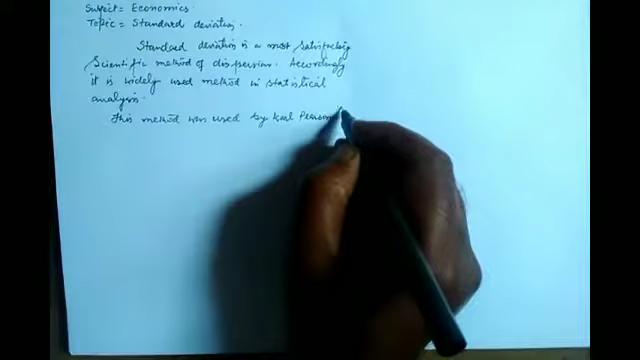 Subject = Economics.
Topic = Standard deviation.
Standard deviation is a most satisfactory
Scientific method of dispersion. Accordingly
it is widely used method in statistical
analysis.
This method was used by Karl Pearson